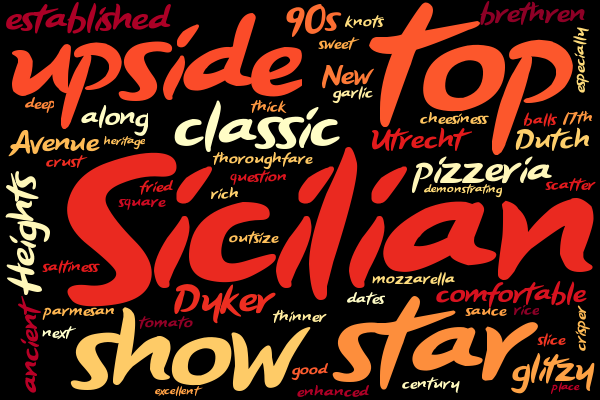 established
90s
knots
brethren
upside
sweet
top
especially
New
garlic
deep
along
thick
classic
cheesiness
balls
17th
Avenue
heritage
Utrecht
Dutch
crust
thoroughfare
pizzeria
question
demonstrating
scatter
fried
square
rich
Sicilian
Heights
outsize
saltiness
mozzarella
Dyker
dates
comfortable
ancient
parmesan
thinner
sauce
rice
crisper
next
tomato
show
star
slice
good
glitzy
century
excellent
enhanced
place